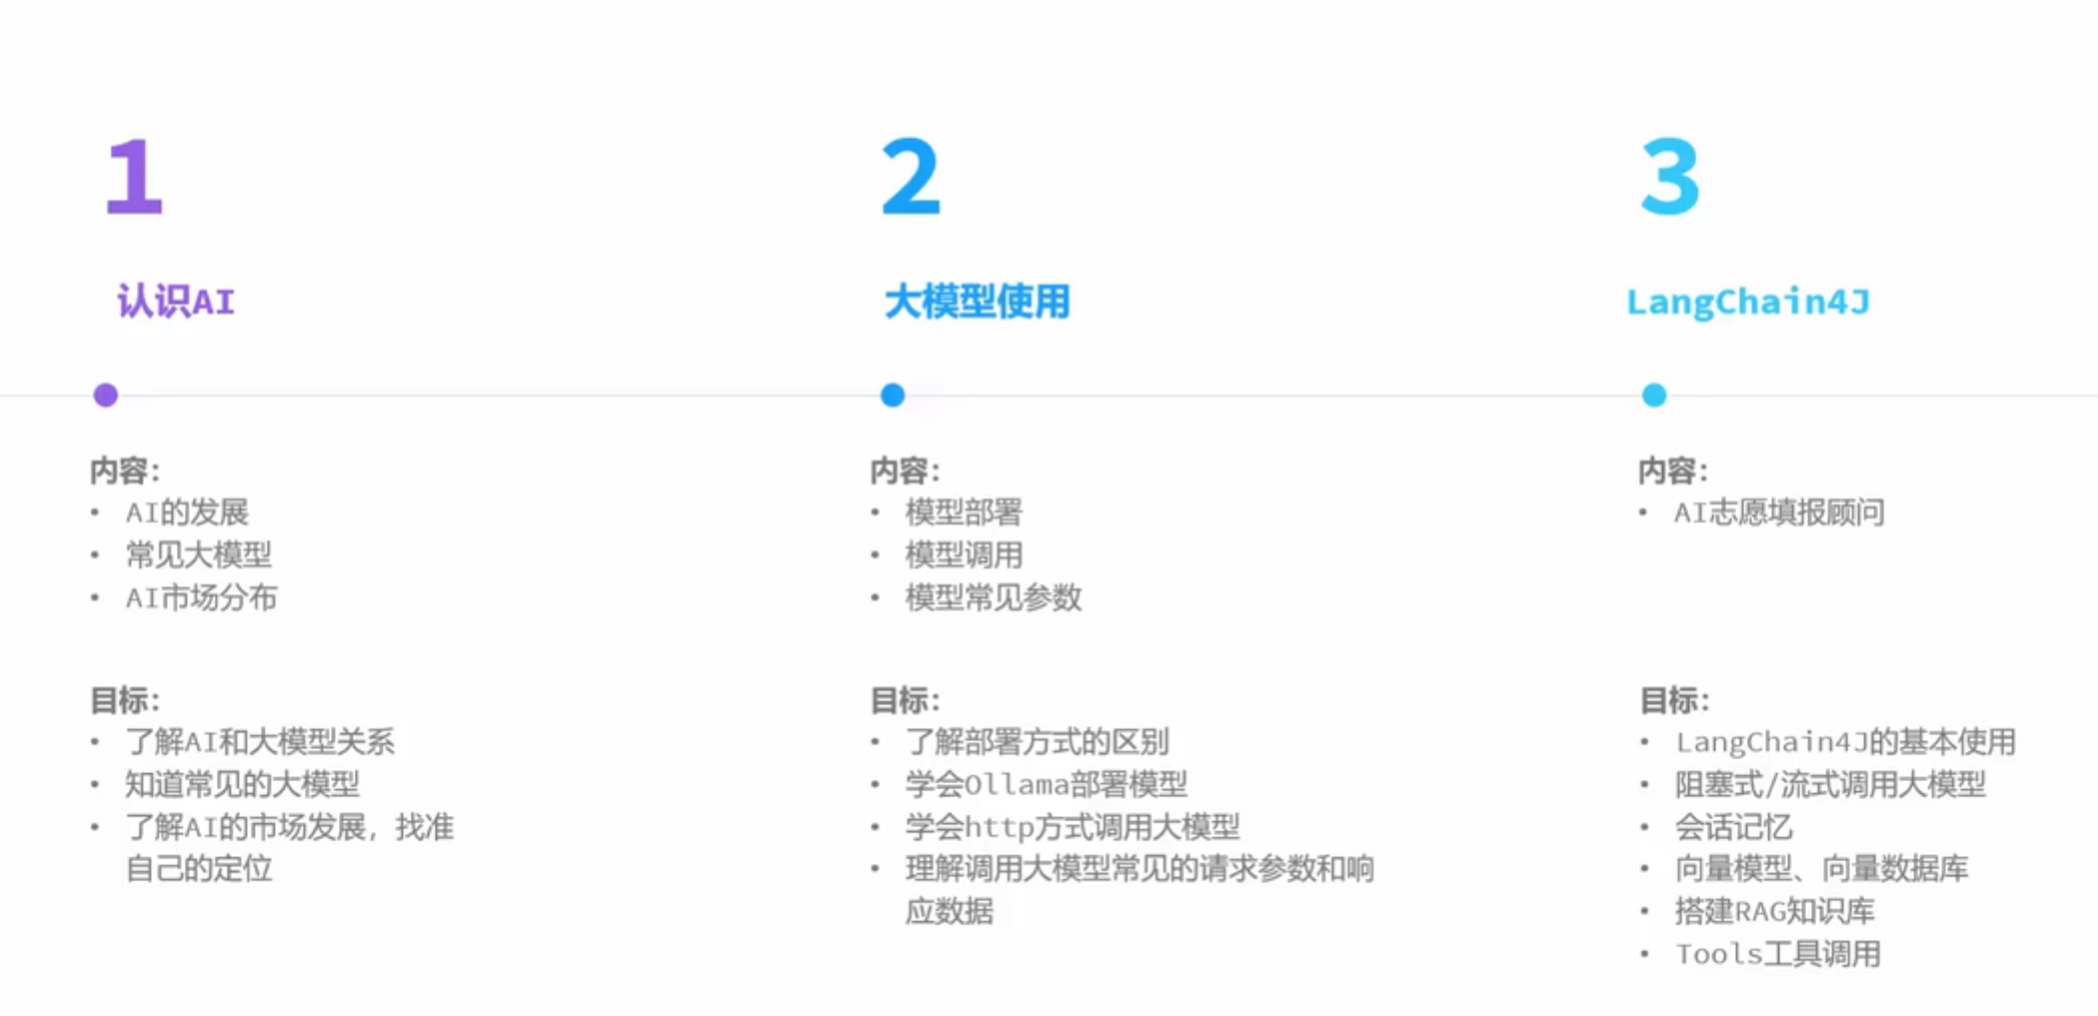 1
认识AI
内容：
• AI的发展
• 常见大模型
• AI市场分布
目标：
• 了解AI和大模型关系
• 知道常见的大模型
• 了解AI的市场发展，找准
自己的定位
2
大模型使用
内容：
• 模型部署
• 模型调用
• 模型常见参数
目标：
• 了解部署方式的区别
• 学会Ollama部署模型
• 学会http方式调用大模型
• 理解调用大模型常见的请求参数和响
应数据
3
LangChain4J
内容：
• AI志愿填报顾问
目标：
• LangChain4J的基本使用
• 阻塞式/流式调用大模型
• 会话记忆
• 向量模型、向量数据库
• 搭建RAG知识库
• Tools工具调用